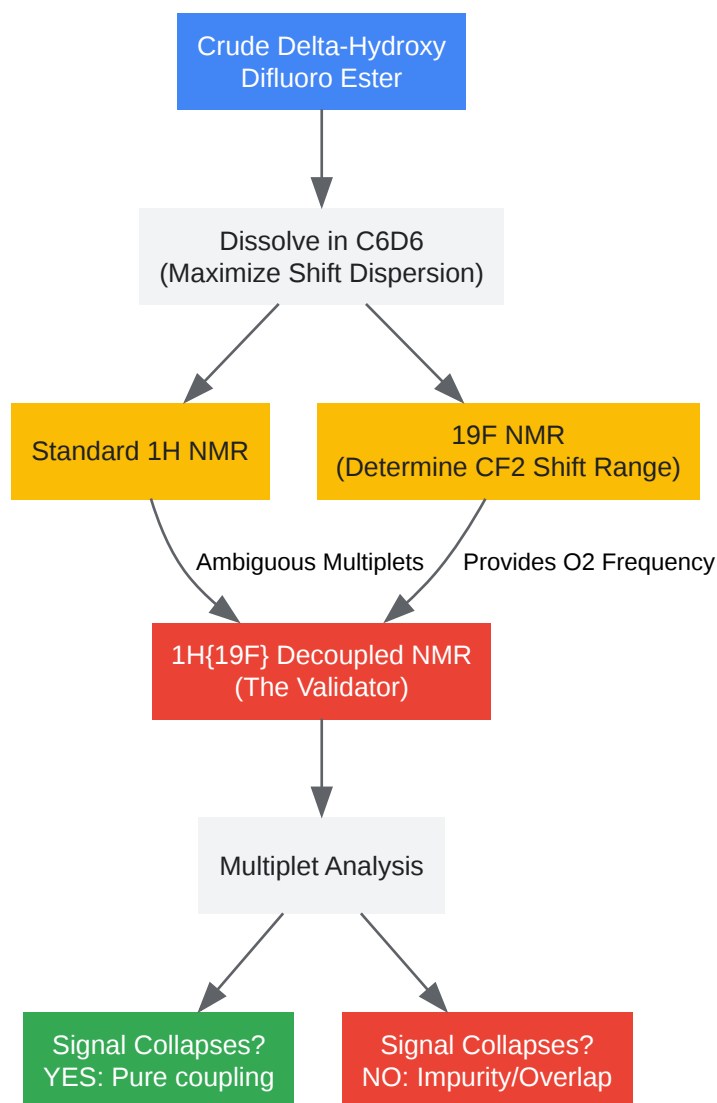 Crude Delta-Hydroxy
Difluoro Ester
Dissolve in C6D6
(Maximize Shift Dispersion)
Standard 1H NMR
19F NMR
(Determine CF2 Shift Range)
Ambiguous Multiplets
Provides O2 Frequency
1H{19F} Decoupled NMR
(The Validator)
Multiplet Analysis
Signal Collapses?
YES: Pure coupling
Signal Collapses?
NO: Impurity/Overlap